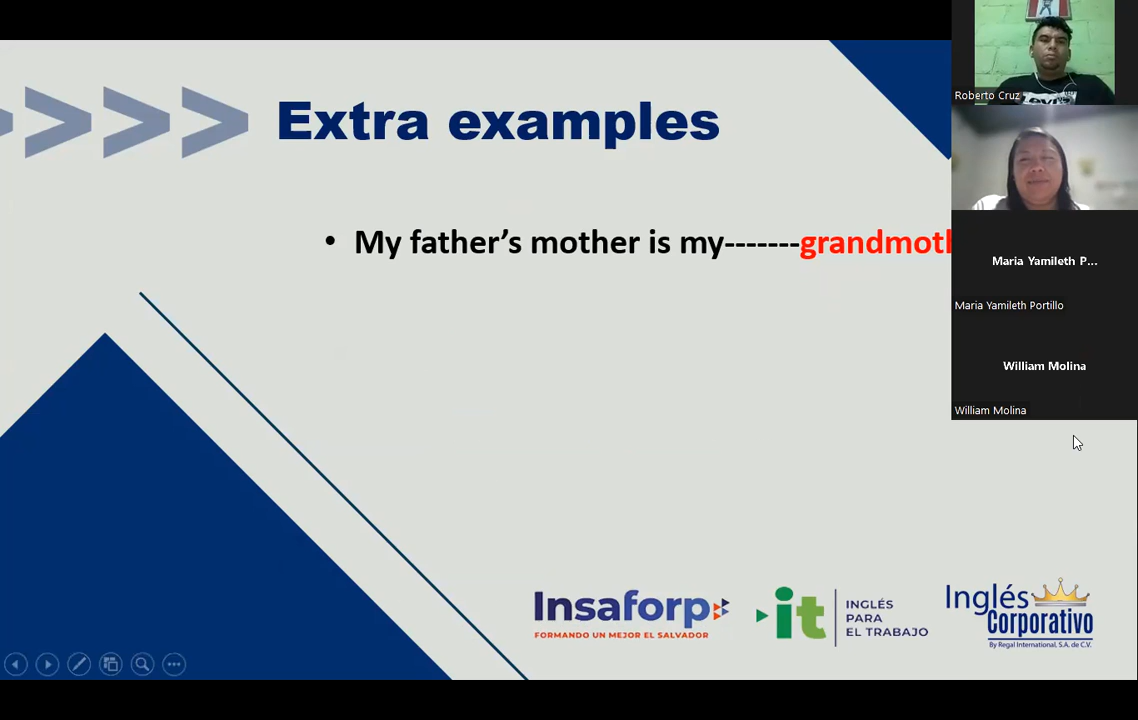 Extra examples
• My father’s mother is my-------grandmoth
Roberto Cruz
Maria Yamileth P...
Maria Yamileth Portillo
William Molina
William Molina
Insaforp
FORMANDO UN MEJOR EL SALVADOR
it
INGLÉS
PARA
EL TRABAJO
Inglés
Corporativo
By Regal International, S.A. de C.V.